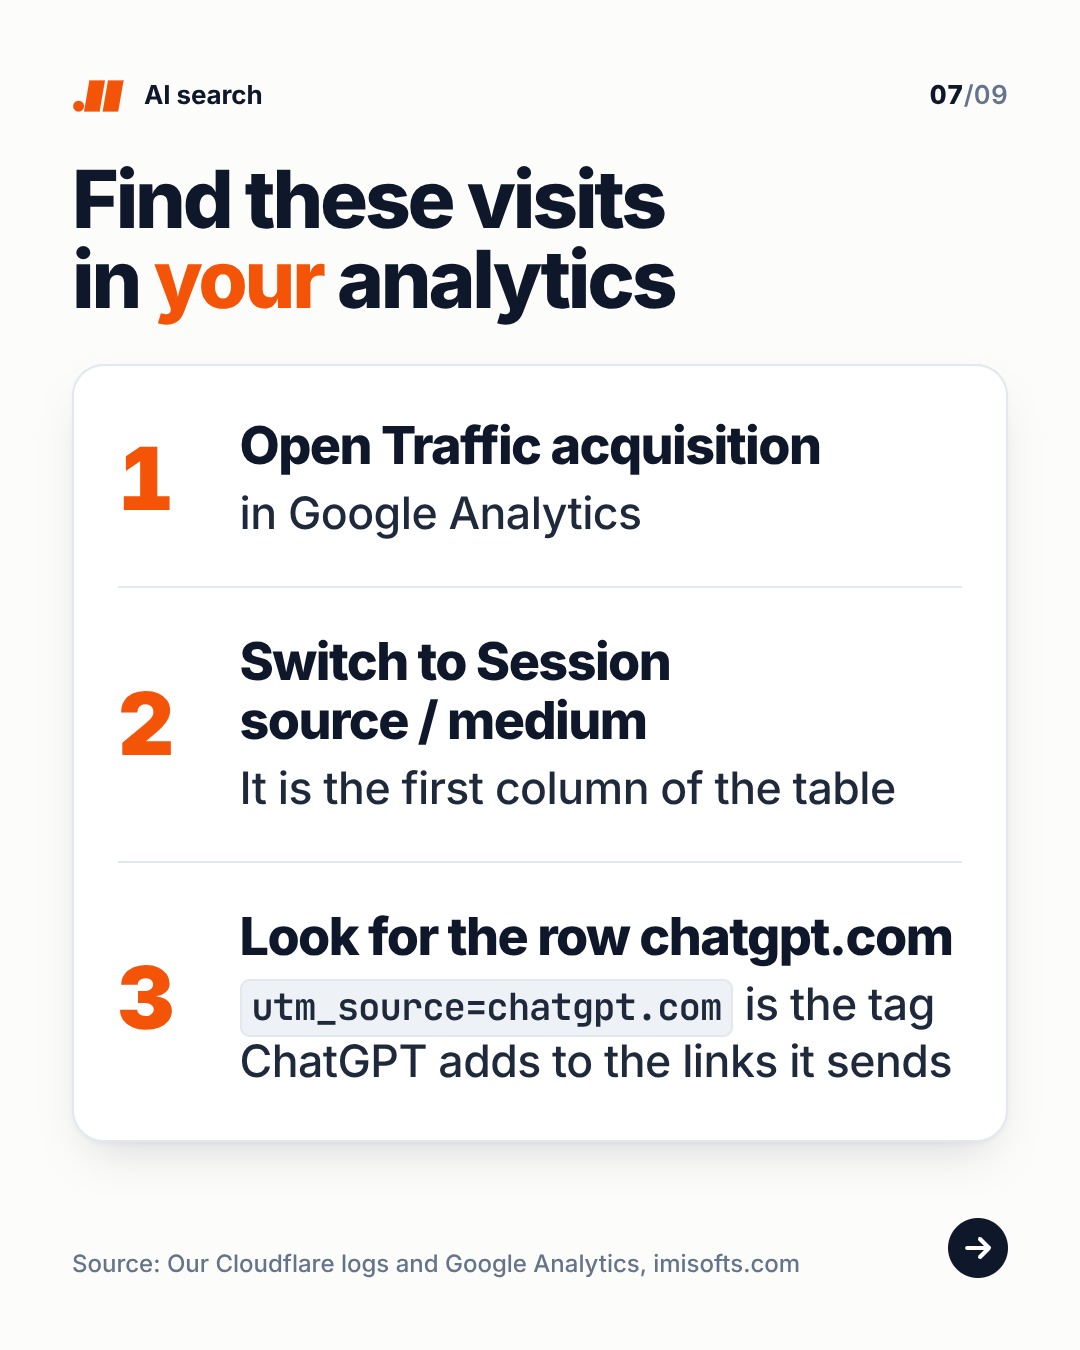 AI search
07/09
Find these visits
in your analytics
1
Open Traffic acquisition
in Google Analytics
2
Switch to Session
source / medium
It is the first column of the table
3
Look for the row chatgpt.com
utm_source=chatgpt.com is the tag
ChatGPT adds to the links it sends
Source: Our Cloudflare logs and Google Analytics, imisofts.com